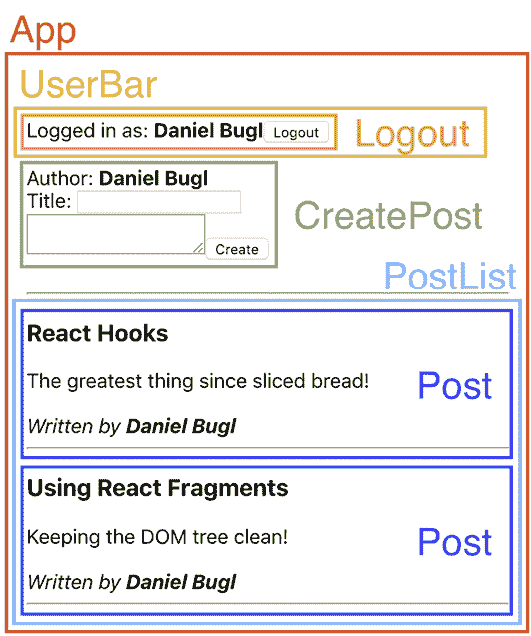 App
UserBar
Logged in as: Daniel Bugl Logout
Logout
Author: Daniel Bugl
Title:
CreatePost
Create
PostList
React Hooks
The greatest thing since sliced bread!
Post
Written by Daniel Bugl
Using React Fragments
Keeping the DOM tree clean!
Post
Written by Daniel Bugl